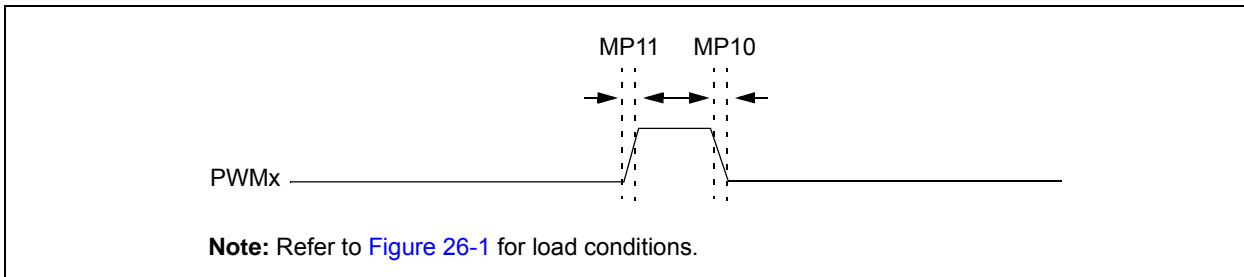 MP11 MP10
PWMx
Note: Refer to Figure 26-1 for load conditions.